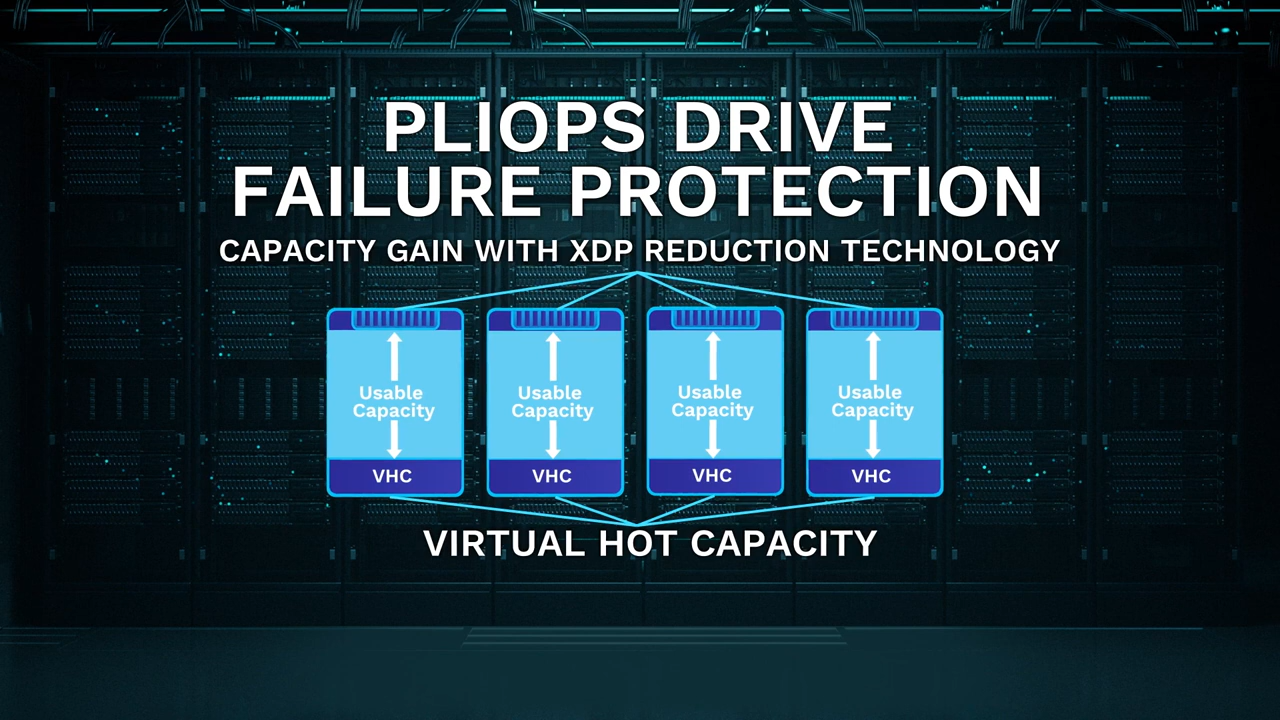 PLIOPS DRIVE
FAILURE PROTECTION
CAPACITY GAIN WITH XDP REDUCTION TECHNOLOGY
Usable
Capacity
VHC
Usable
Capacity
VHC
Usable
Capacity
VHC
Usable
Capacity
VHC
VIRTUAL HOT CAPACITY